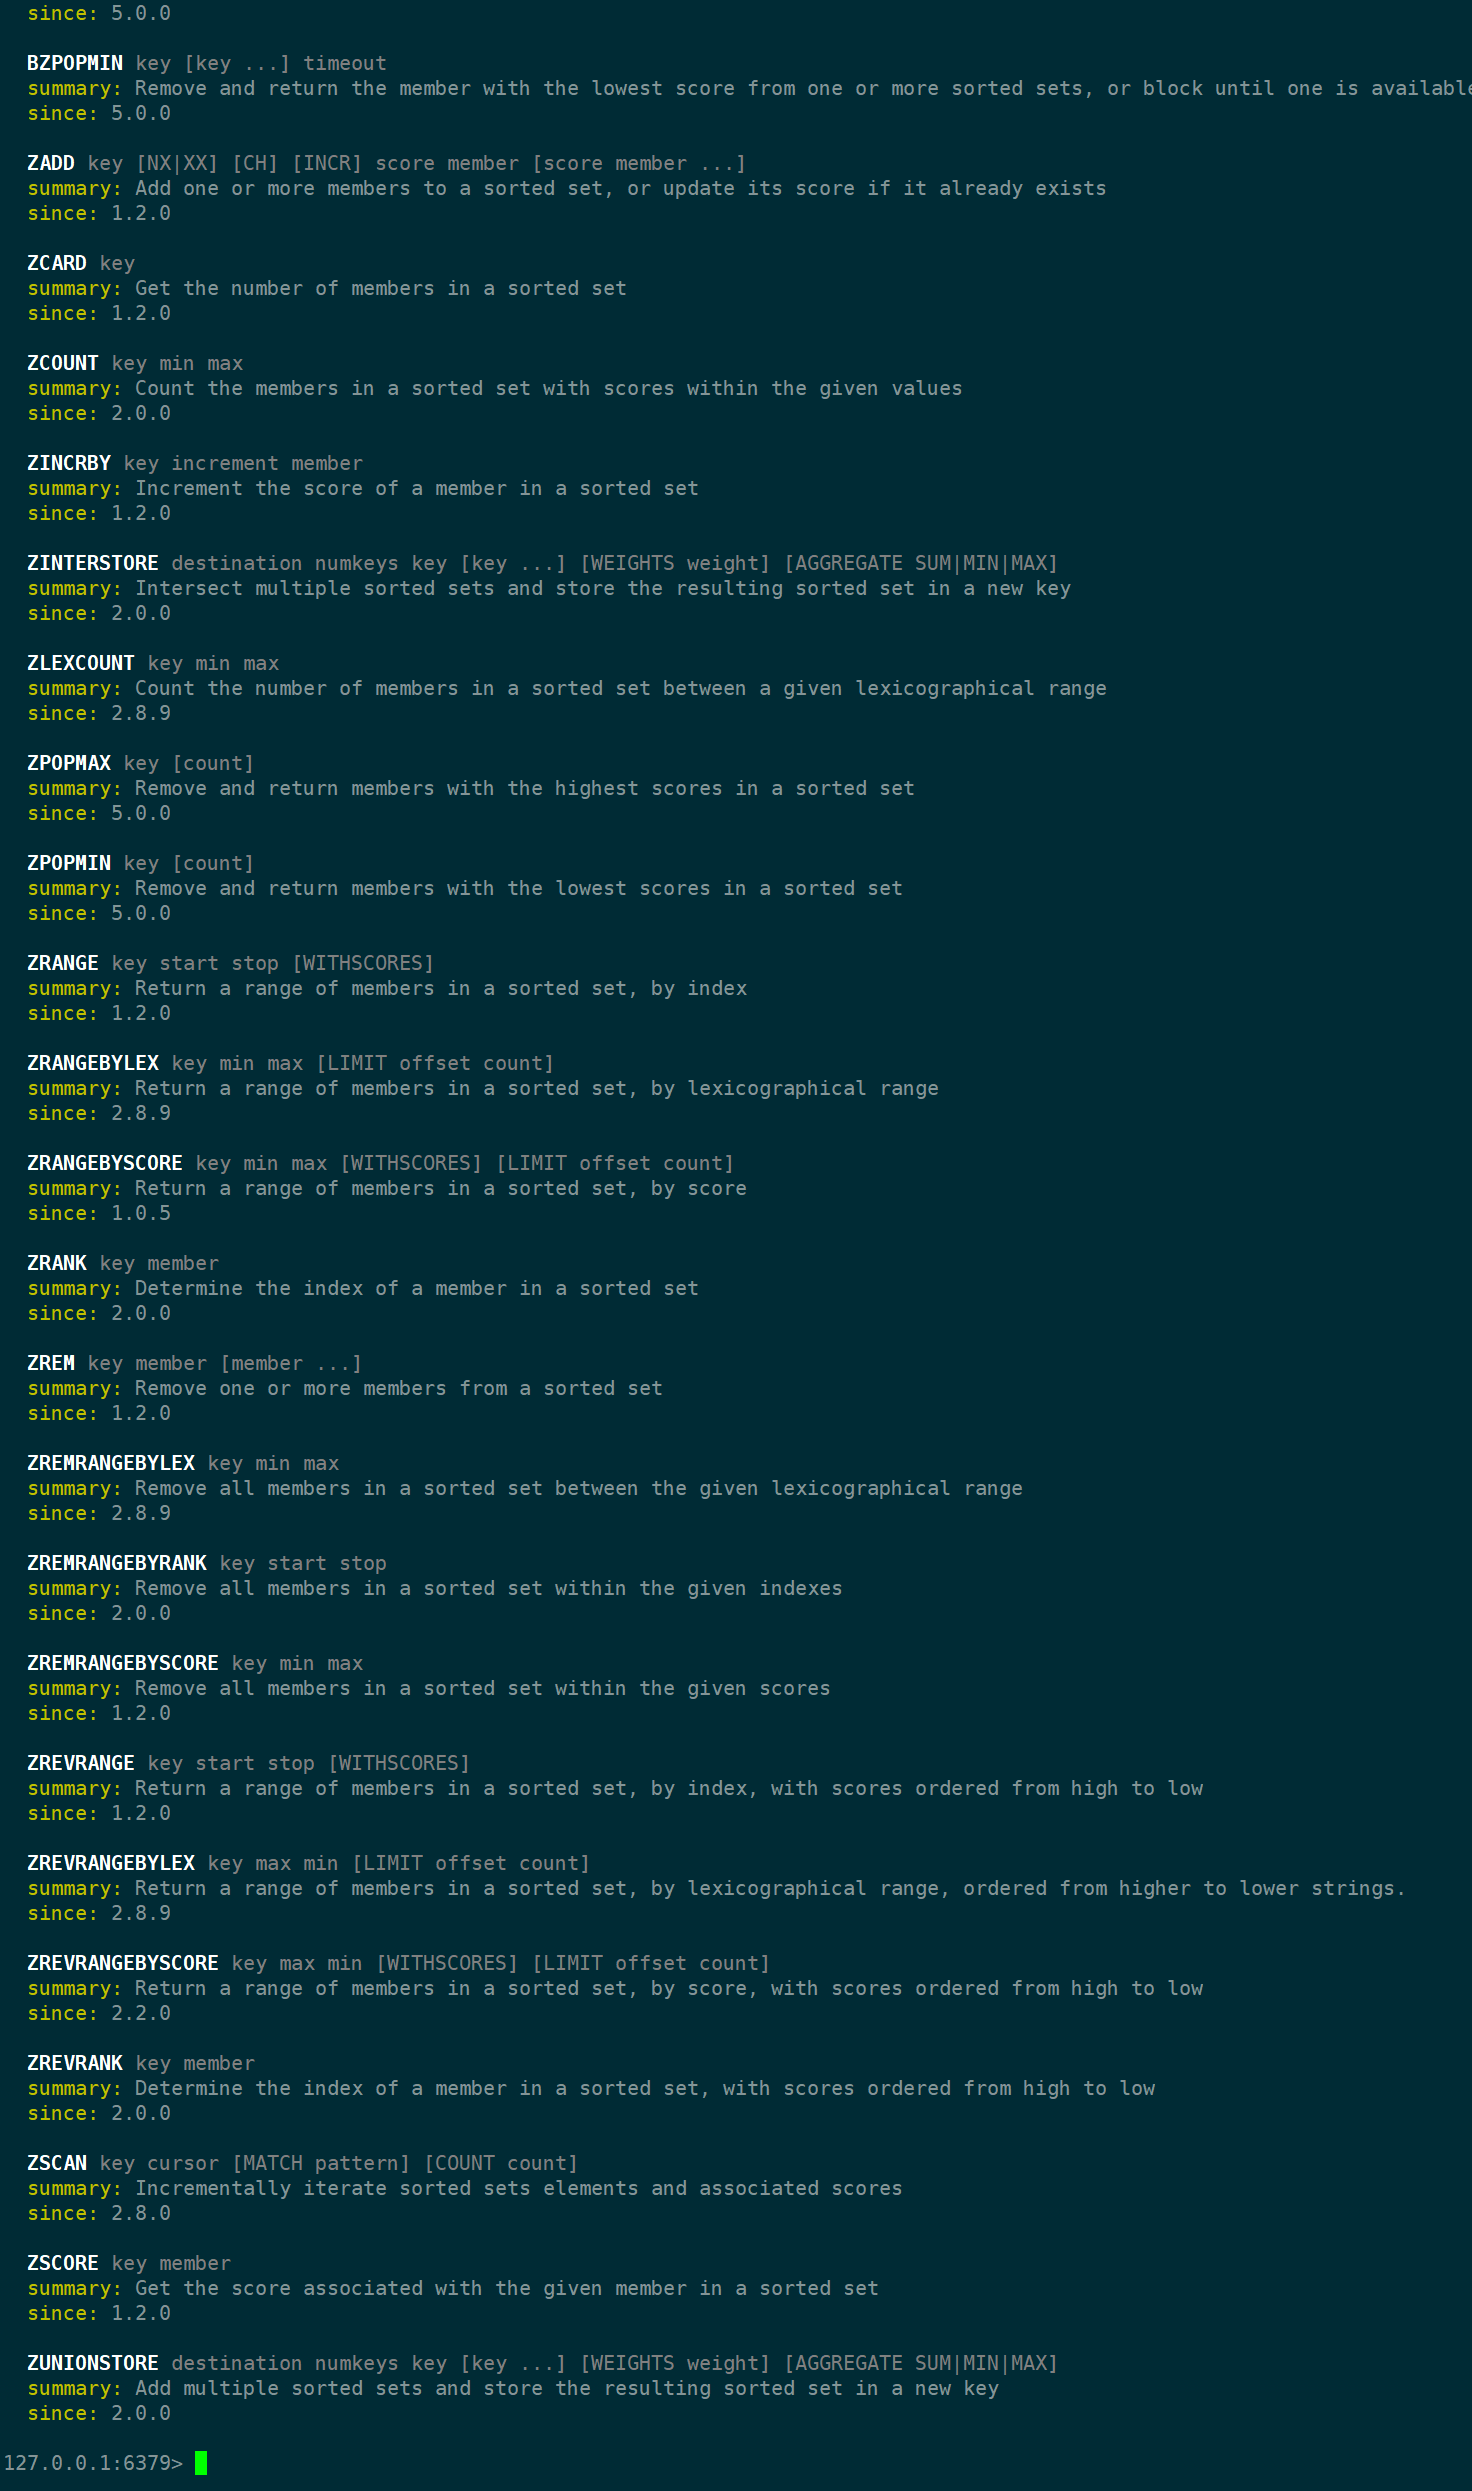 since: 5.0.0
BZPOPMIN key [key ...] timeout
summary: Remove and return the member with the lowest score from one or more sorted sets, or block until one is available
since: 5.0.0
ZADD key [NX|XX] [CH] [INCR] score member [score member ...]
summary: Add one or more members to a sorted set, or update its score if it already exists
since: 1.2.0
ZCARD key
summary: Get the number of members in a sorted set
since: 1.2.0
ZCOUNT key min max
summary: Count the members in a sorted set with scores within the given values
since: 2.0.0
ZINCRBY key increment member
summary: Increment the score of a member in a sorted set
since: 1.2.0
ZINTERSTORE destination numkeys key [key ...] [WEIGHTS weight] [AGGREGATE SUM|MIN|MAX]
summary: Intersect multiple sorted sets and store the resulting sorted set in a new key
since: 2.0.0
ZLEXCOUNT key min max
summary: Count the number of members in a sorted set between a given lexicographical range
since: 2.8.9
ZPOPMAX key [count]
summary: Remove and return members with the highest scores in a sorted set
since: 5.0.0
ZPOPMIN key [count]
summary: Remove and return members with the lowest scores in a sorted set
since: 5.0.0
ZRANGE key start stop [WITHSCORES]
summary: Return a range of members in a sorted set, by index
since: 1.2.0
ZRANGEBYLEX key min max [LIMIT offset count]
summary: Return a range of members in a sorted set, by lexicographical range
since: 2.8.9
ZRANGEBYSCORE key min max [WITHSCORES] [LIMIT offset count]
summary: Return a range of members in a sorted set, by score
since: 1.0.5
ZRANK key member
summary: Determine the index of a member in a sorted set
since: 2.0.0
ZREM key member [member ...]
summary: Remove one or more members from a sorted set
since: 1.2.0
ZREMRANGEBYLEX key min max
summary: Remove all members in a sorted set between the given lexicographical range
since: 2.8.9
ZREMRANGEBYRANK key start stop
summary: Remove all members in a sorted set within the given indexes
since: 2.0.0
ZREMRANGEBYSCORE key min max
summary: Remove all members in a sorted set within the given scores
since: 1.2.0
ZREVRANGE key start stop [WITHSCORES]
summary: Return a range of members in a sorted set, by index, with scores ordered from high to low
since: 1.2.0
ZREVRANGEBYLEX key max min [LIMIT offset count]
summary: Return a range of members in a sorted set, by lexicographical range, ordered from higher to lower strings.
since: 2.8.9
ZREVRANGEBYSCORE key max min [WITHSCORES] [LIMIT offset count]
summary: Return a range of members in a sorted set, by score, with scores ordered from high to low
since: 2.2.0
ZREVRANK key member
summary: Determine the index of a member in a sorted set, with scores ordered from high to low
since: 2.0.0
ZSCAN key cursor [MATCH pattern] [COUNT count]
summary: Incrementally iterate sorted sets elements and associated scores
since: 2.8.0
ZSCORE key member
summary: Get the score associated with the given member in a sorted set
since: 1.2.0
ZUNIONSTORE destination numkeys key [key ...] [WEIGHTS weight] [AGGREGATE SUM|MIN|MAX]
summary: Add multiple sorted sets and store the resulting sorted set in a new key
since: 2.0.0
127.0.0.1:6379>